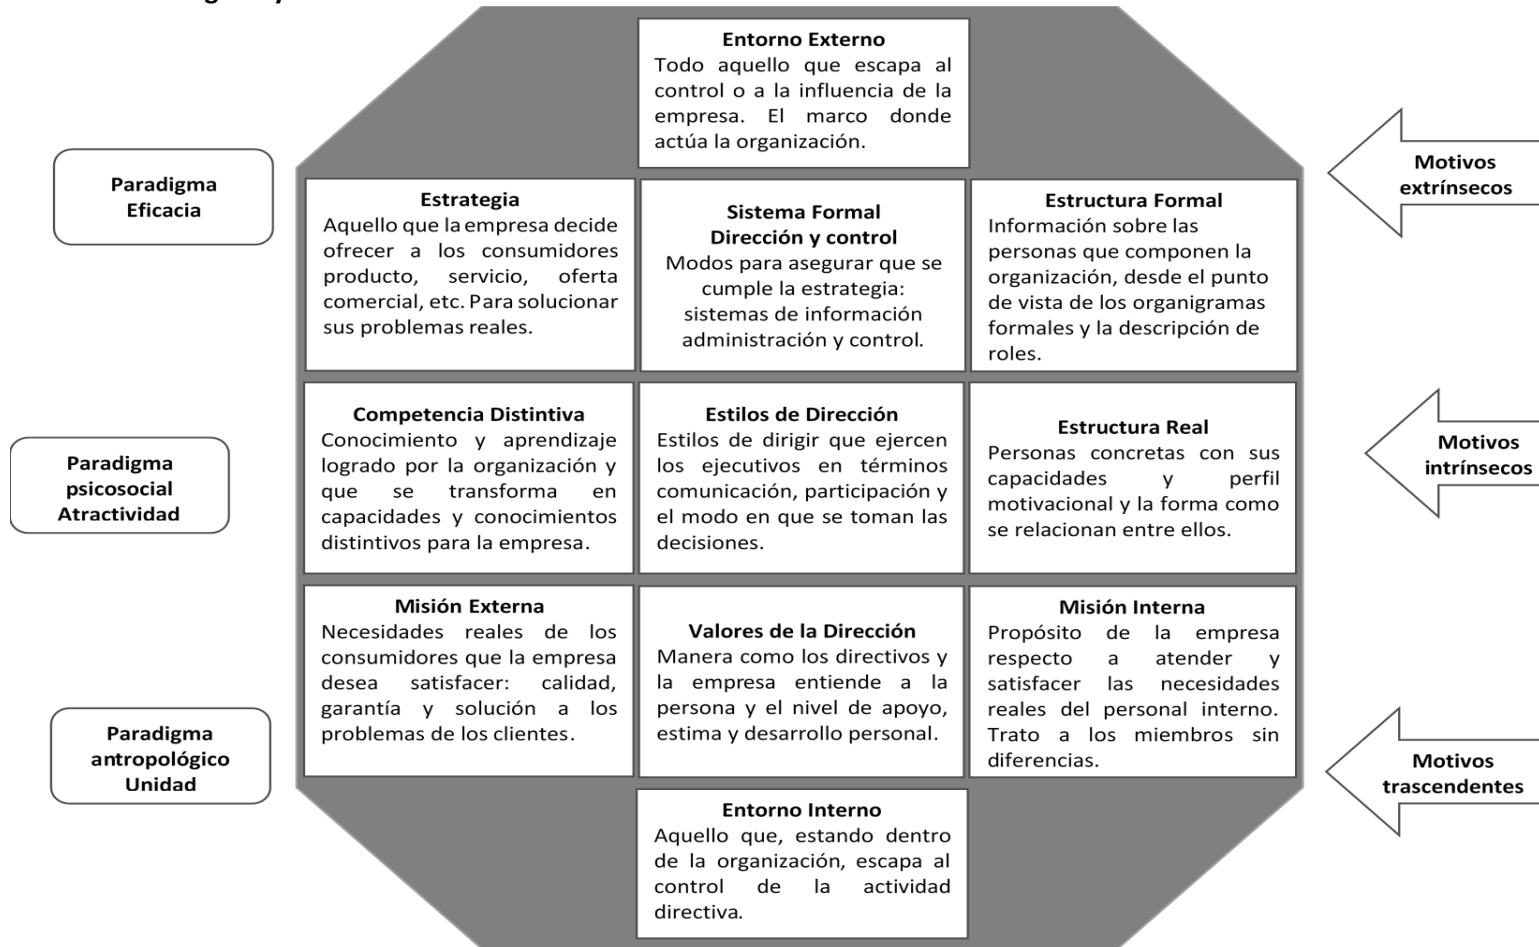 Entorno Externo
Todo aquello que escapa al
control o a la influencia de la
empresa. El marco donde
actúa la organización.
Paradigma
Eficacia
Estrategia
Aquello que la empresa decide
ofrecer a los consumidores
producto, servicio, oferta
comercial, etc. Para solucionar
sus problemas reales.
Sistema Formal
Dirección y control
Modos para asegurar que se
cumple la estrategia:
sistemas de información
administración y control.
Estructura Formal
Información sobre las
personas que componen la
organización, desde el punto
de vista de los organigramas
formales y la descripción de
roles.
Motivos
extrínsecos
Paradigma
psicosocial
Atractividad
Competencia Distintiva
Conocimiento y aprendizaje
logrado por la organización y
que se transforma en
capacidades y conocimientos
distintivos para la empresa.
Estilos de Dirección
Estilos de dirigir que ejercen
los ejecutivos en términos
comunicación, participación y
el modo en que se toman las
decisiones.
Estructura Real
Personas concretas con sus
capacidades y perfil
motivacional y la forma como
se relacionan entre ellos.
Motivos
intrínsecos
Paradigma
antropológico
Unidad
Misión Externa
Necesidades reales de los
consumidores que la empresa
desea satisfacer: calidad,
garantía y solución a los
problemas de los clientes.
Valores de la Dirección
Manera como los directivos y
la empresa entiende a la
persona y el nivel de apoyo,
estima y desarrollo personal.
Misión Interna
Propósito de la empresa
respecto a atender y
satisfacer las necesidades
reales del personal interno.
Trato a los miembros sin
diferencias.
Motivos
trascendentes
Entorno Interno
Aquello que, estando dentro
de la organización, escapa al
control de la actividad
directiva.